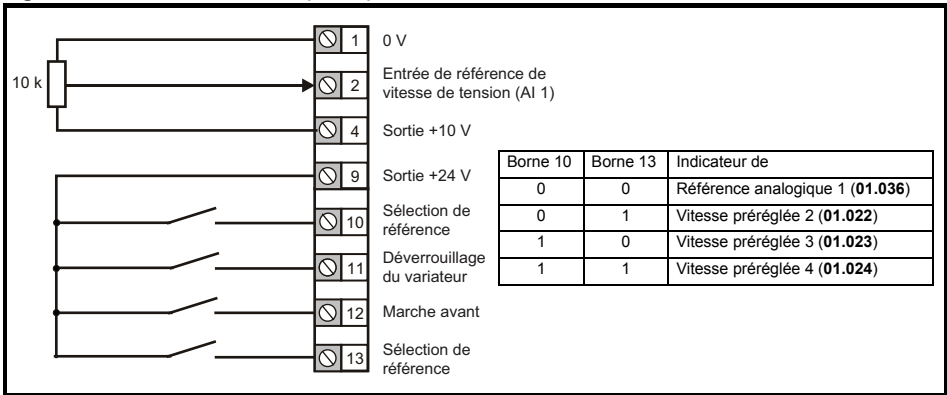 10 k
1 0 V
2 Entrée de référence de
vitesse de tension (AI 1)
4 Sortie +10 V
9 Sortie +24 V
10 Sélection de
référence
11 Déverrouillage
du variateur
12 Marche avant
13 Sélection de
référence
Borne 10 Borne 13 Indicateur de
0 0 Référence analogique 1 (01.036)
0 1 Vitesse préréglée 2 (01.022)
1 0 Vitesse préréglée 3 (01.023)
1 1 Vitesse préréglée 4 (01.024)